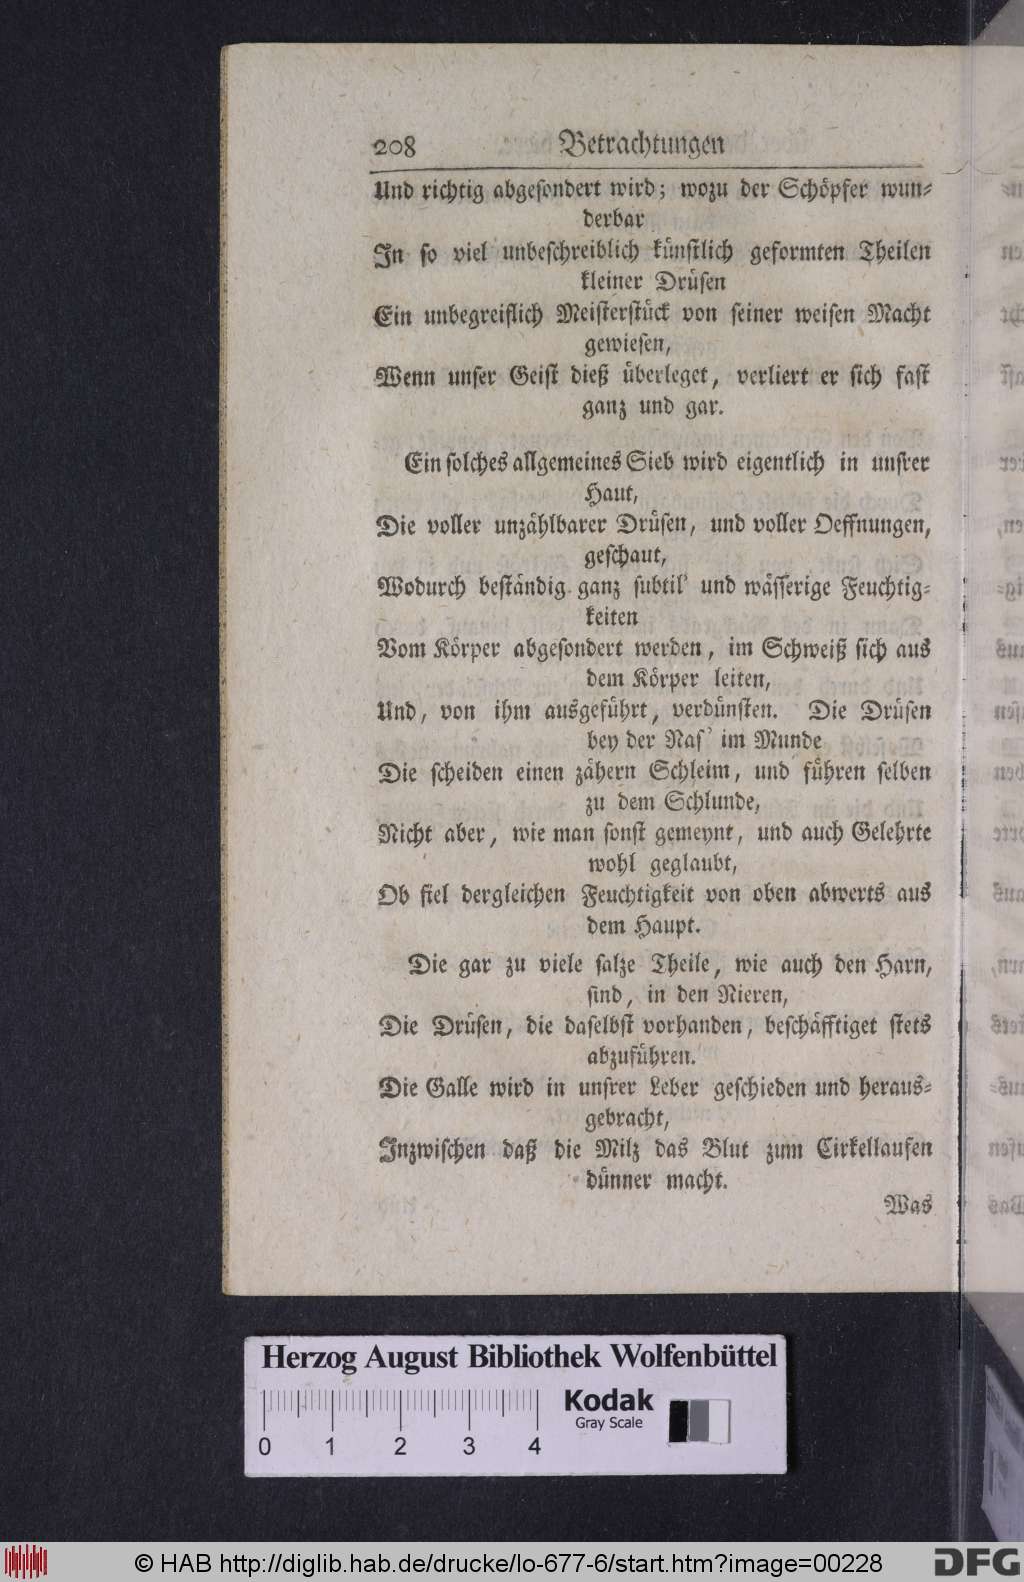 208 Betrachtungen
Und richtig abgesondert wird; wozu der Schöpfer wun-
derbar
In so viel unbeschreiblich künstlich geformten Theilen
kleiner Drüsen
Ein unbegreiflich Meisterstück von seiner weisen Macht
gewiesen,
Wenn unser Geist dieß überleget, verliert er sich fast
ganz und gar.
Ein solches allgemeines Sieb wird eigentlich in unsrer
Haut,
Die voller unzählbarer Drüsen, und voller Oeffnungen,
geschaut,
Wodurch beständig ganz subtil' und wässerige Feuchtig-
keiten
Vom Körper abgesondert werden, im Schweiß sich aus
dem Körper leiten,
Und, von ihm ausgeführt, verdünsten. Die Drüsen
bey der Nas' im Munde
Die scheiden einen zähern Schleim, und führen selben
zu dem Schlunde,
Nicht aber, wie man sonst gemeynt, und auch Gelehrte
wohl geglaubt,
Ob fiel dergleichen Feuchtigkeit von oben abwerts aus
dem Haupt.
Die gar zu viele salze Theile, wie auch den Harn,
sind, in den Nieren,
Die Drüsen, die daselbst vorhanden, beschäfftiget stets
abzuführen.
Die Galle wird in unsrer Leber geschieden und heraus-
gebracht,
Inzwischen daß die Milz das Blut zum Cirkellaufen
dünner macht.
Was
Herzog August Bibliothek Wolfenbüttel
0 1 2 3 4
Kodak
Gray Scale
© HAB http://diglib.hab.de/drucke/lo-677-6/start.htm?image=00228
DFG